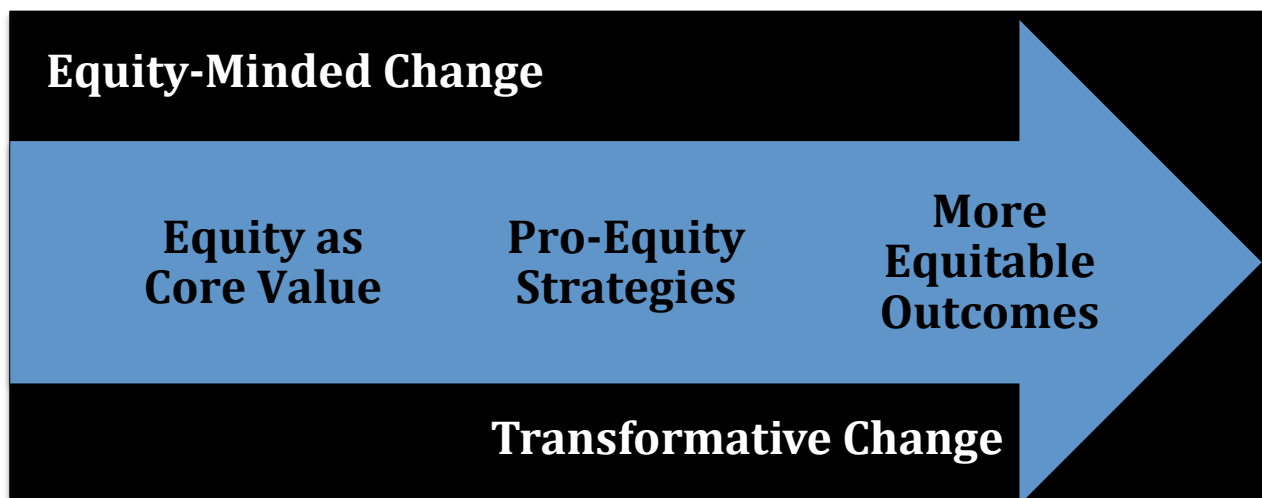 Equity-Minded Change
Equity as
Core Value
Pro-Equity
Strategies
More
Equitable
Outcomes
Transformative Change